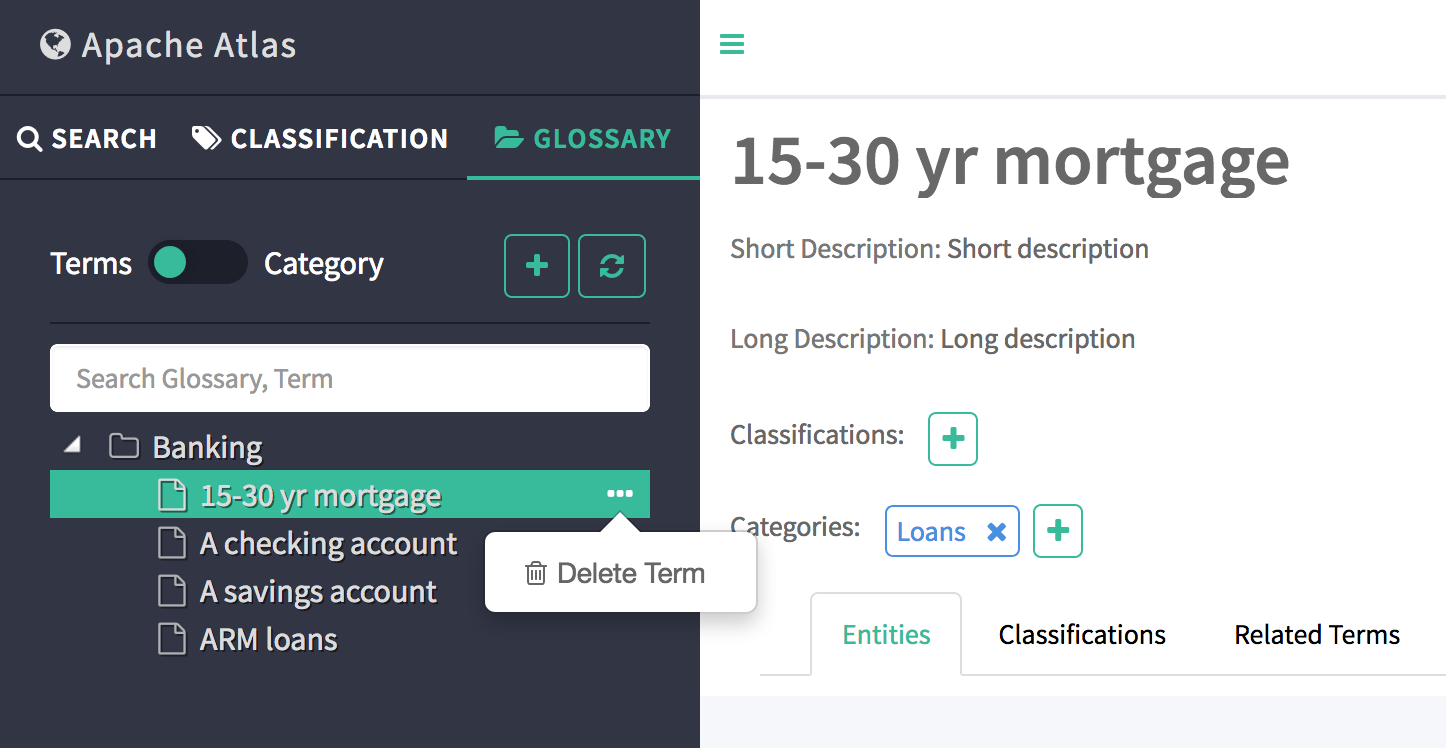 Apache Atlas
SEARCH
CLASSIFICATION
GLOSSARY
Terms
Category
Search Glossary, Term
Banking
15-30 yr mortgage
A checking account
A savings account
ARM loans
Delete Term
15-30 yr mortgage
Short Description: Short description
Long Description: Long description
Classifications:
Categories:
Loans
Entities
Classifications
Related Terms